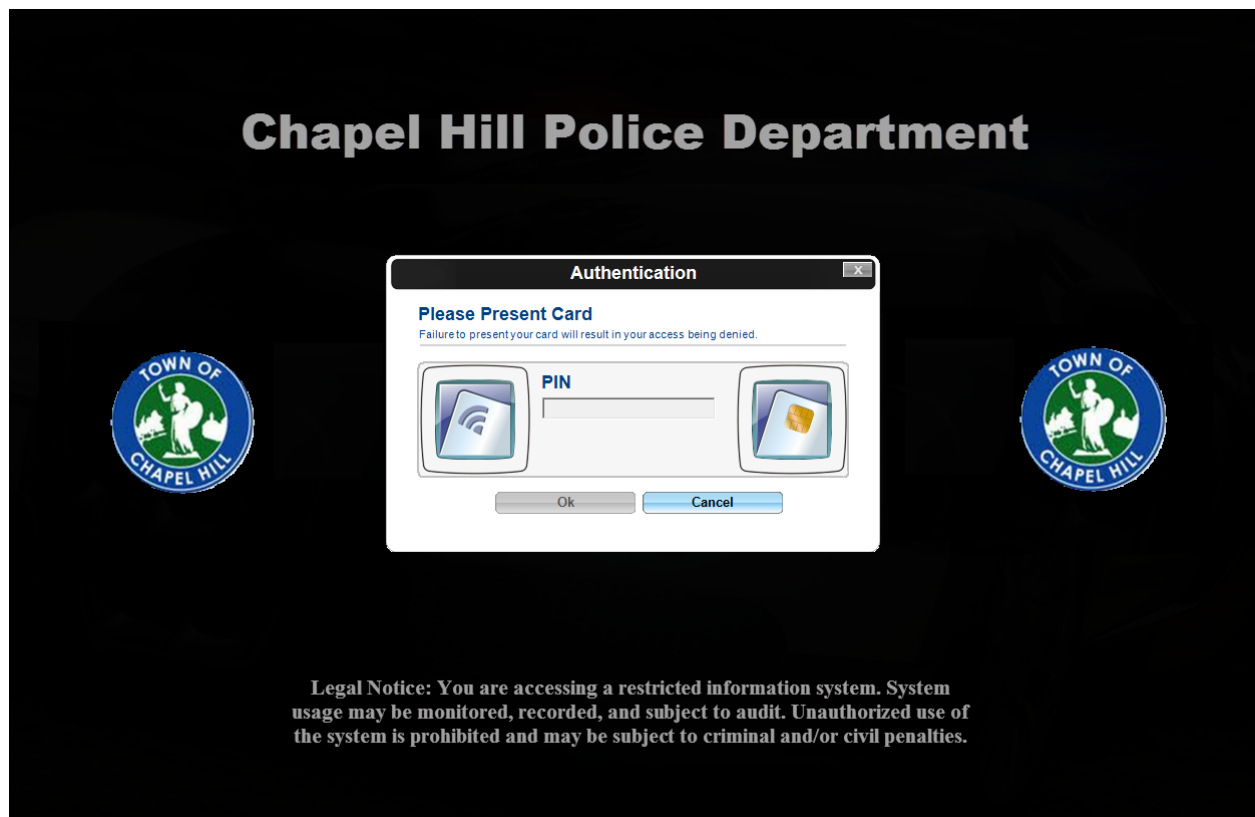 Chapel Hill Police Department
Authentication
X
Please Present Card
Failure to present your card will result in your access being denied.
PIN
Ok
Cancel
TOWN OF
CHAPEL HILL
TOWN OF
CHAPEL HILL
Legal Notice: You are accessing a restricted information system. System
usage may be monitored, recorded, and subject to audit. Unauthorized use of
the system is prohibited and may be subject to criminal and/or civil penalties.